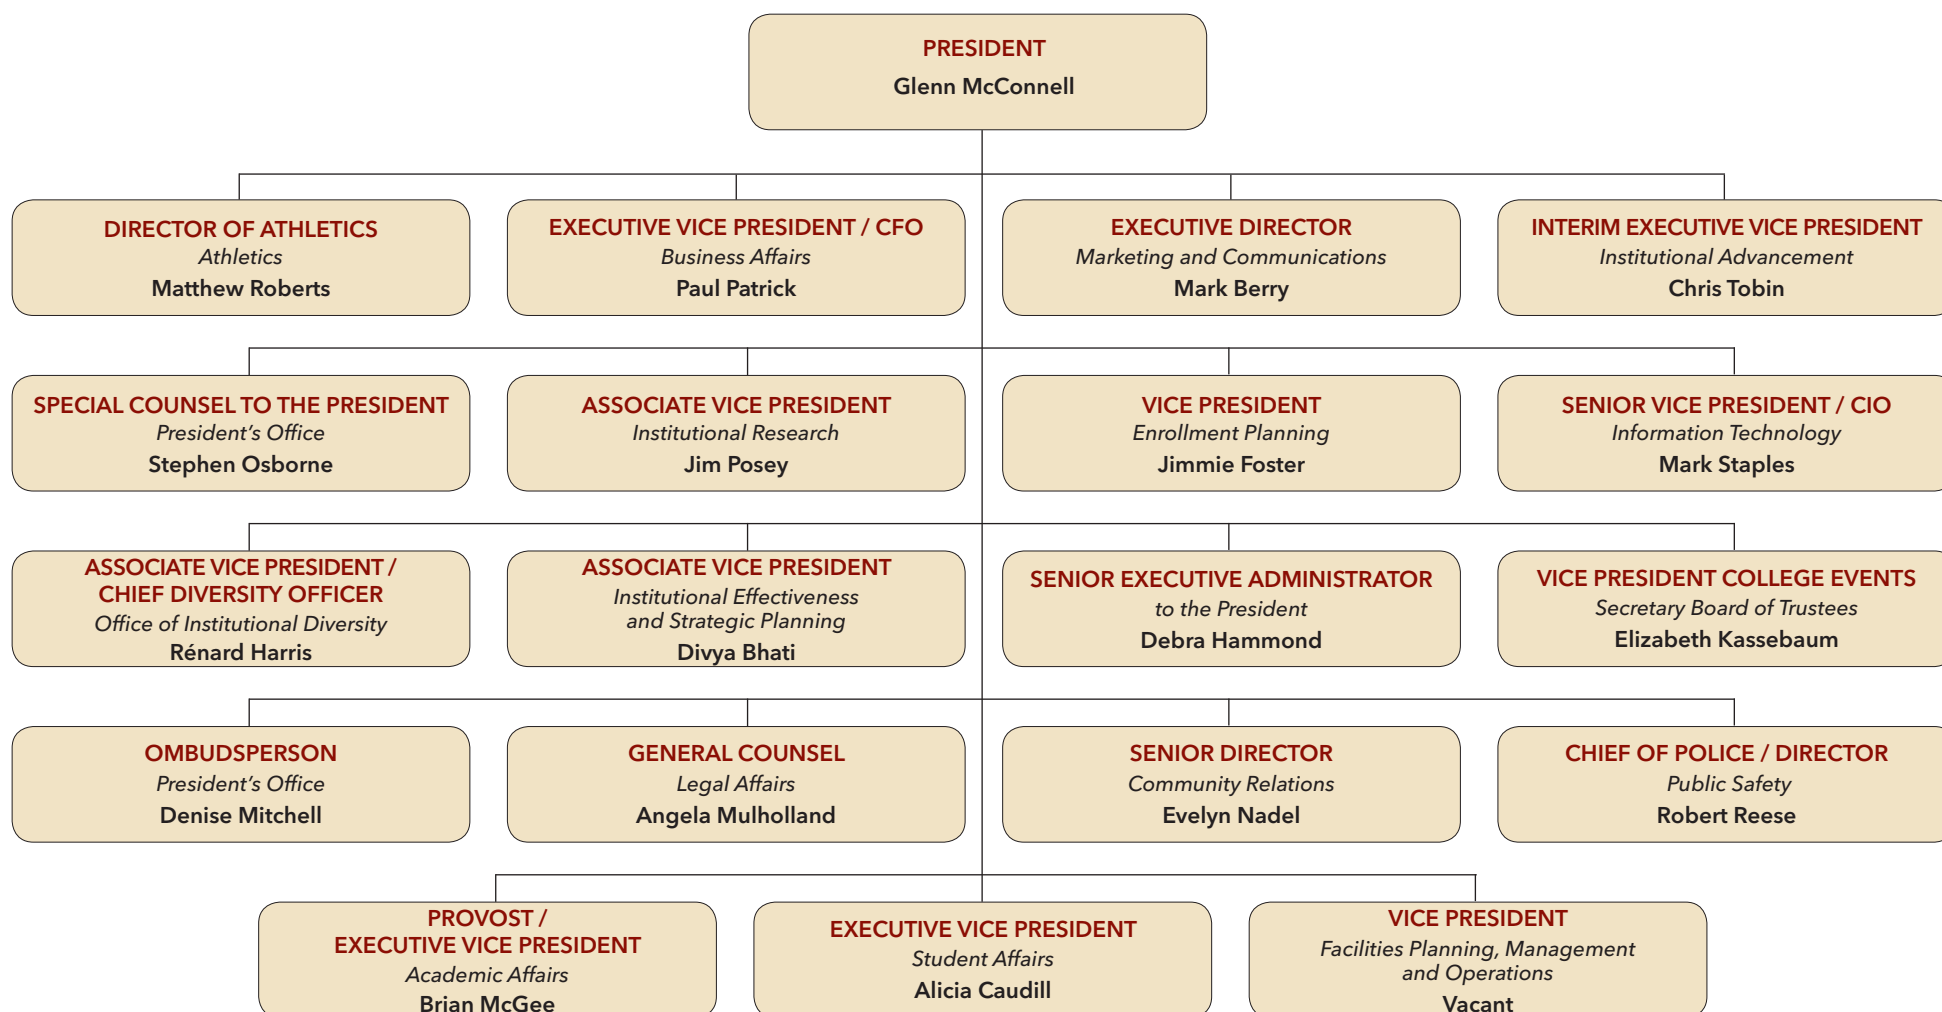 PRESIDENT
Glenn McConnell
DIRECTOR OF ATHLETICS
Athletics
Matthew Roberts
EXECUTIVE VICE PRESIDENT / CFO
Business Affairs
Paul Patrick
EXECUTIVE DIRECTOR
Marketing and Communications
Mark Berry
INTERIM EXECUTIVE VICE PRESIDENT
Institutional Advancement
Chris Tobin
SPECIAL COUNSEL TO THE PRESIDENT
President’s Office
Stephen Osborne
ASSOCIATE VICE PRESIDENT
Institutional Research
Jim Posey
VICE PRESIDENT
Enrollment Planning
Jimmie Foster
SENIOR VICE PRESIDENT / CIO
Information Technology
Mark Staples
ASSOCIATE VICE PRESIDENT /
CHIEF DIVERSITY OFFICER
Office of Institutional Diversity
Rénard Harris
ASSOCIATE VICE PRESIDENT
Institutional Effectiveness
and Strategic Planning
Divya Bhati
SENIOR EXECUTIVE ADMINISTRATOR
to the President
Debra Hammond
VICE PRESIDENT COLLEGE EVENTS
Secretary Board of Trustees
Elizabeth Kassebaum
OMBUDSPERSON
President’s Office
Denise Mitchell
GENERAL COUNSEL
Legal Affairs
Angela Mulholland
SENIOR DIRECTOR
Community Relations
Evelyn Nadel
CHIEF OF POLICE / DIRECTOR
Public Safety
Robert Reese
PROVOST /
EXECUTIVE VICE PRESIDENT
Academic Affairs
Brian McGee
EXECUTIVE VICE PRESIDENT
Student Affairs
Alicia Caudill
VICE PRESIDENT
Facilities Planning, Management
and Operations
Vacant